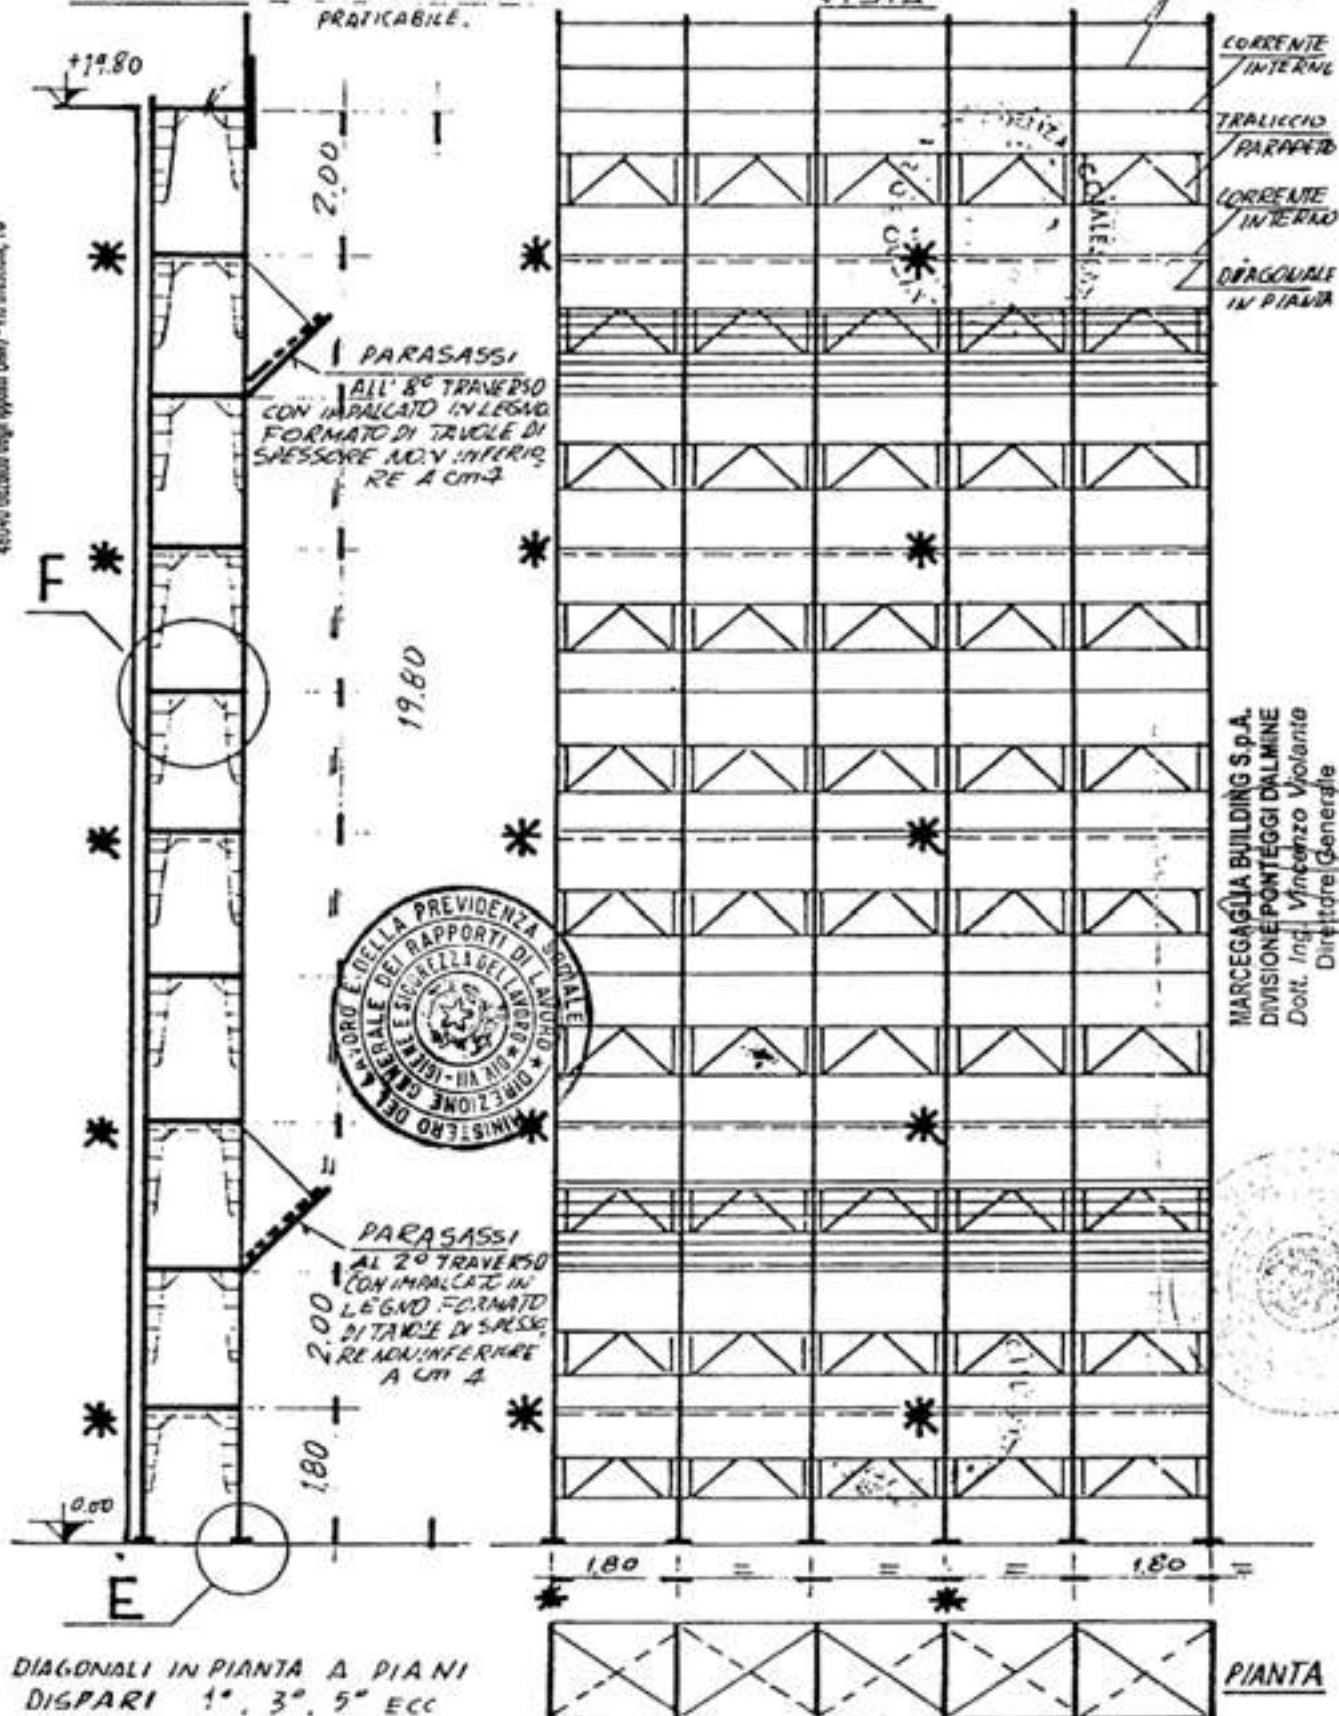 PRATICABILE.
VISTA
CORRENTE
INTERNO
TRALICCIO
PARAPETO
CORRENTE
INTERNO
DIAGONALE
IN PIANTA
2.00
PARASASSI
ALL' 8° TRAVERSO
CON IMPALCATO IN LEGNO
FORMATO DI TAVOLE DI
SPESSORE NON INFERIO
RE A cm 4
F
19.80
MARCEGAGLIA BUILDING S.p.A.
DIVISIONE PONTEGGI DALMINE
Dott. Ing. Vincenzo Violante
Direttore Generale
MINISTERO DEL LAVORO E DELLA PREVIDENZA SOCIALE
DIREZIONE GENERALE DEI RAPPORTI DI LAVORO
DIV. VII - IGIENE E SICUREZZA DEL LAVORO
=
PARASASSI
AL 2° TRAVERSO
CON IMPALCATO IN
LEGNO FORMATO
DI TAVOLE DI SPESSO
RE NON INFERIORE
A cm 4
2.00
1.80
0.00
E
1.80 = = = 1.80 =
DIAGONALI IN PIANTA A PIANI
DISPARI 1°, 3°, 5° ECC
PIANTA